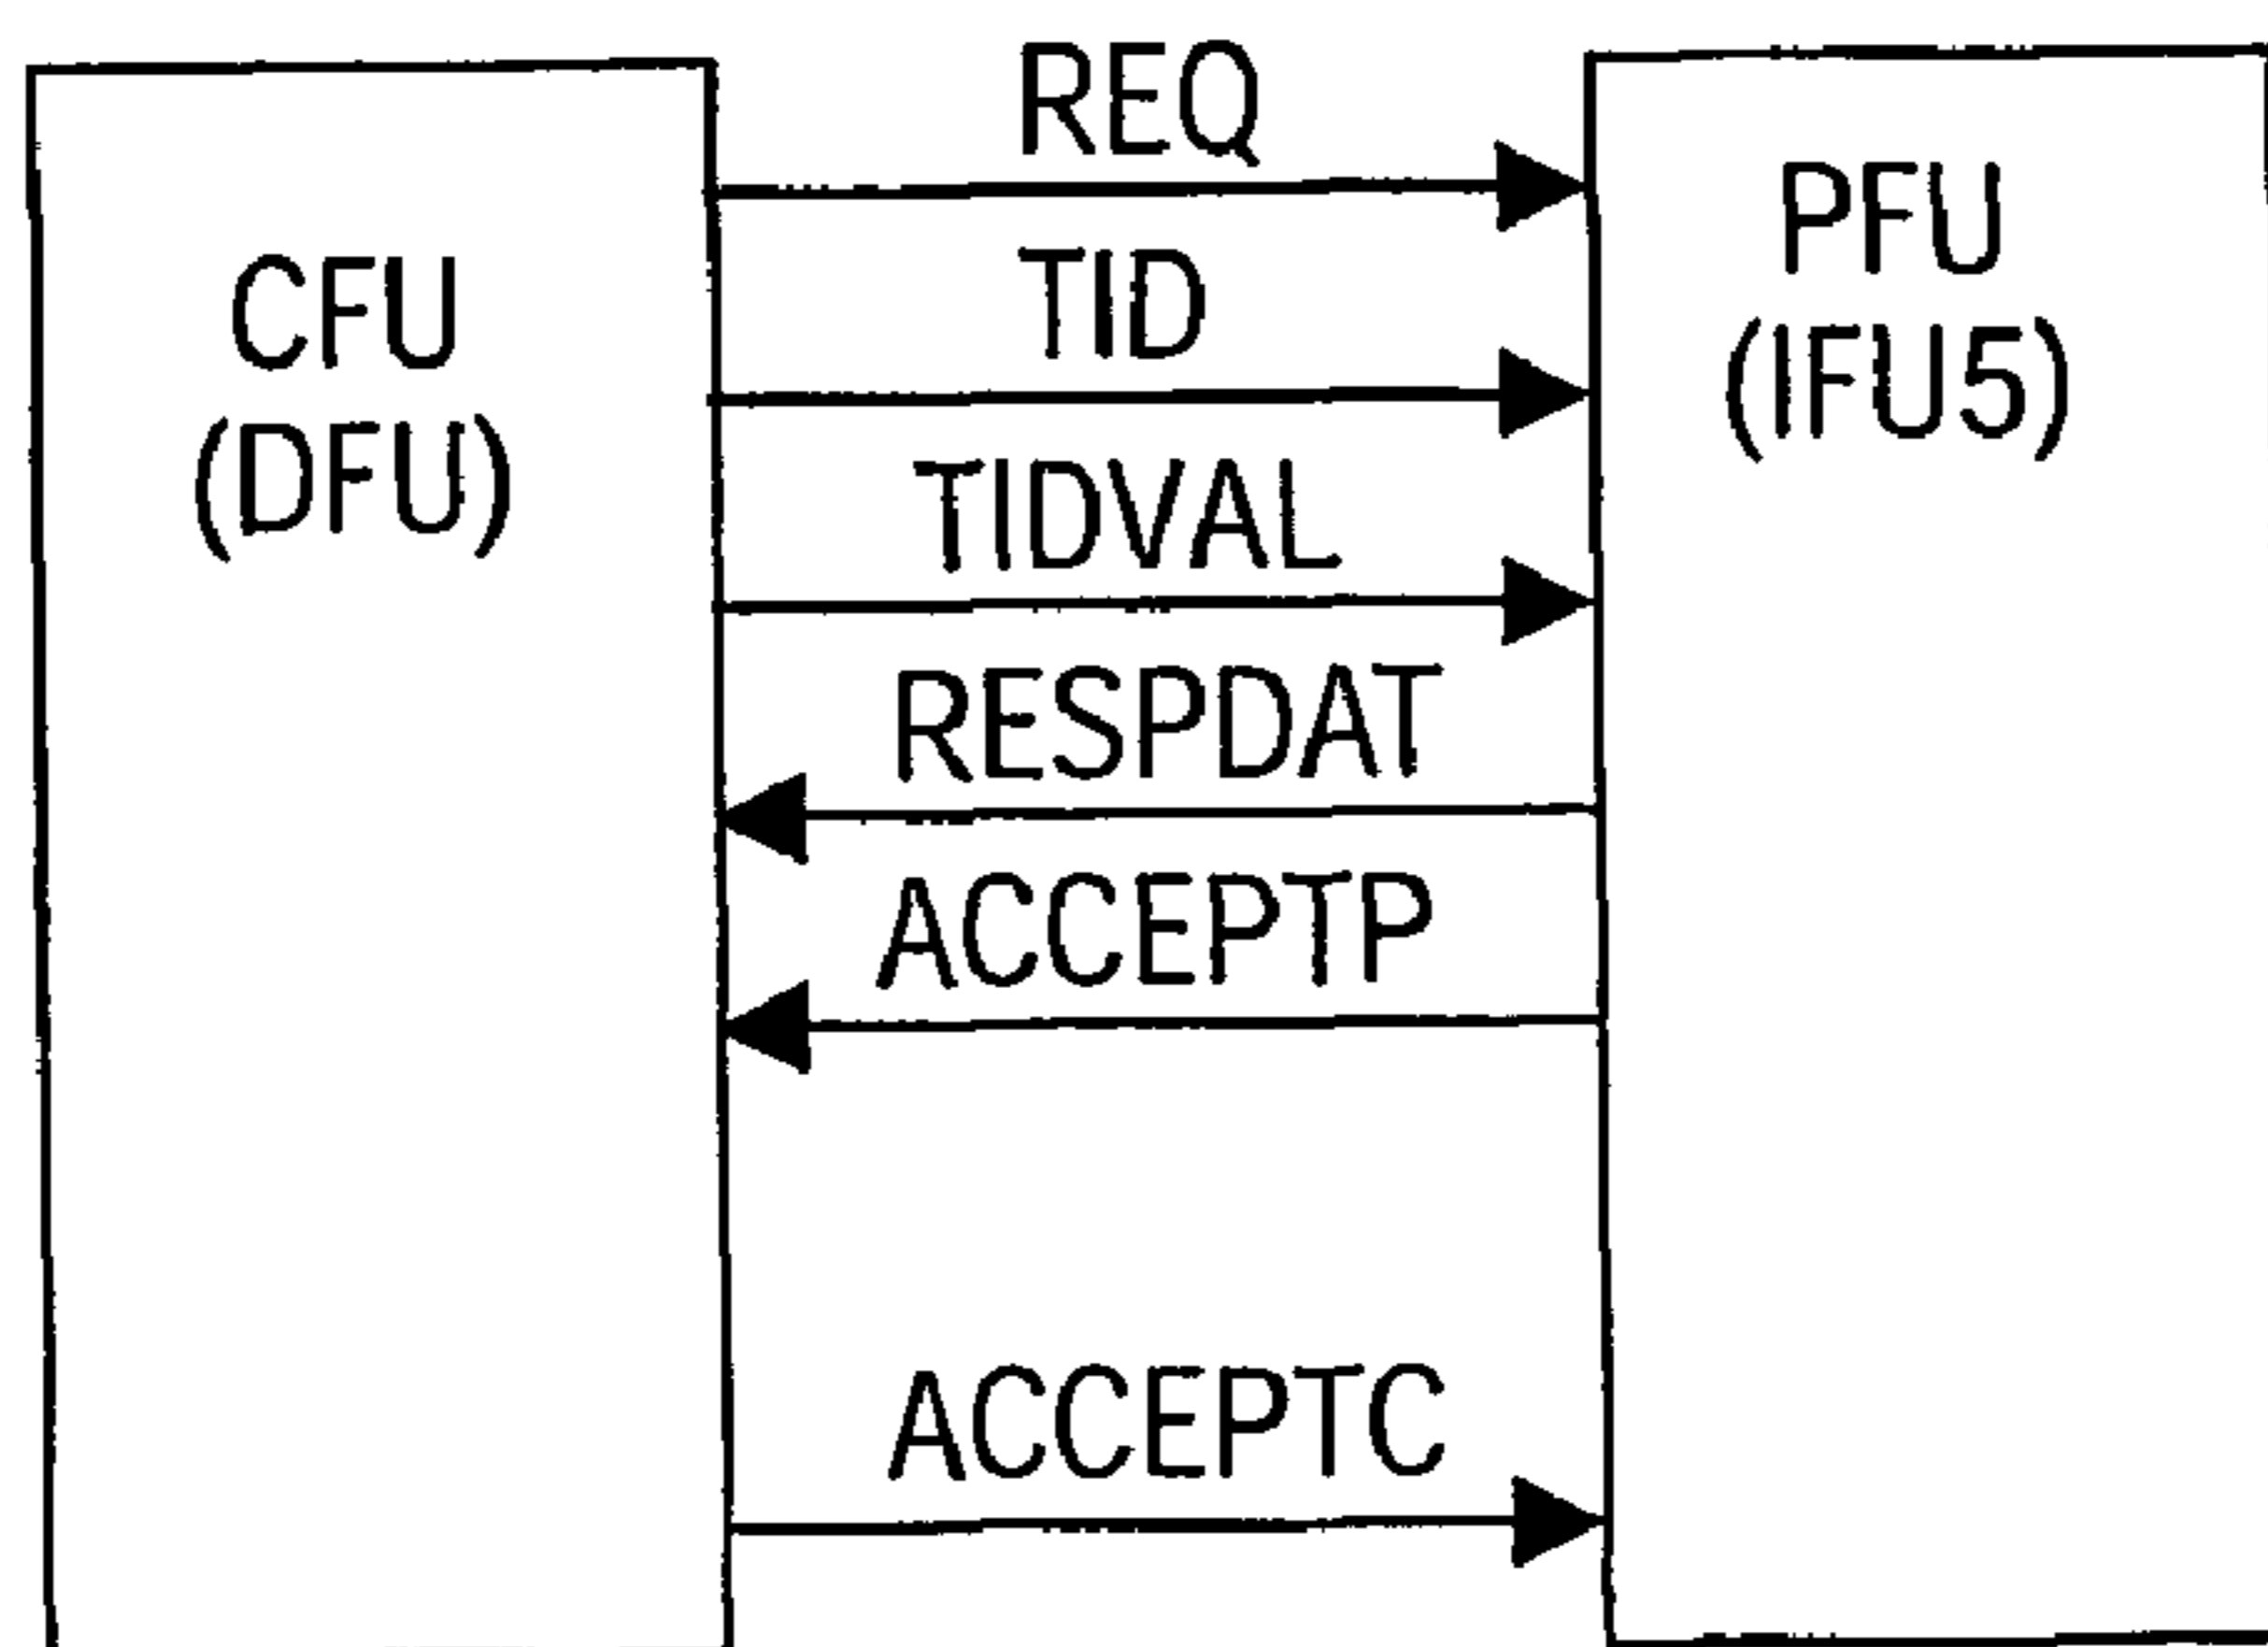 CFU
(DFU)
REQ
TID
TIDVAL
RESPDAT
ACCEPTP
ACCEPTC
PFU
(IFU5)